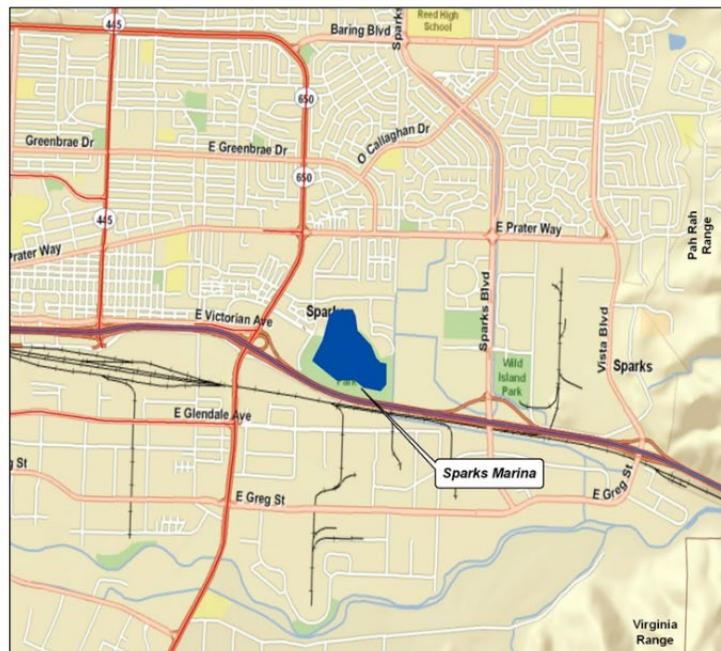 445
Baring Blvd
Sparks
Reed High
School
650
Greenbrae Dr
E Greenbrae Dr
O Callaghan Dr
650
445
Prater Way
E Prater Way
Pah Rah
Range
E Victorian Ave
Sparks
Sparks Blvd
Vista Blvd
Wild
Island
Park
Sparks
Park
E Glendale Ave
Sparks Marina
g St
E Greg St
E Greg St
Virginia
Range